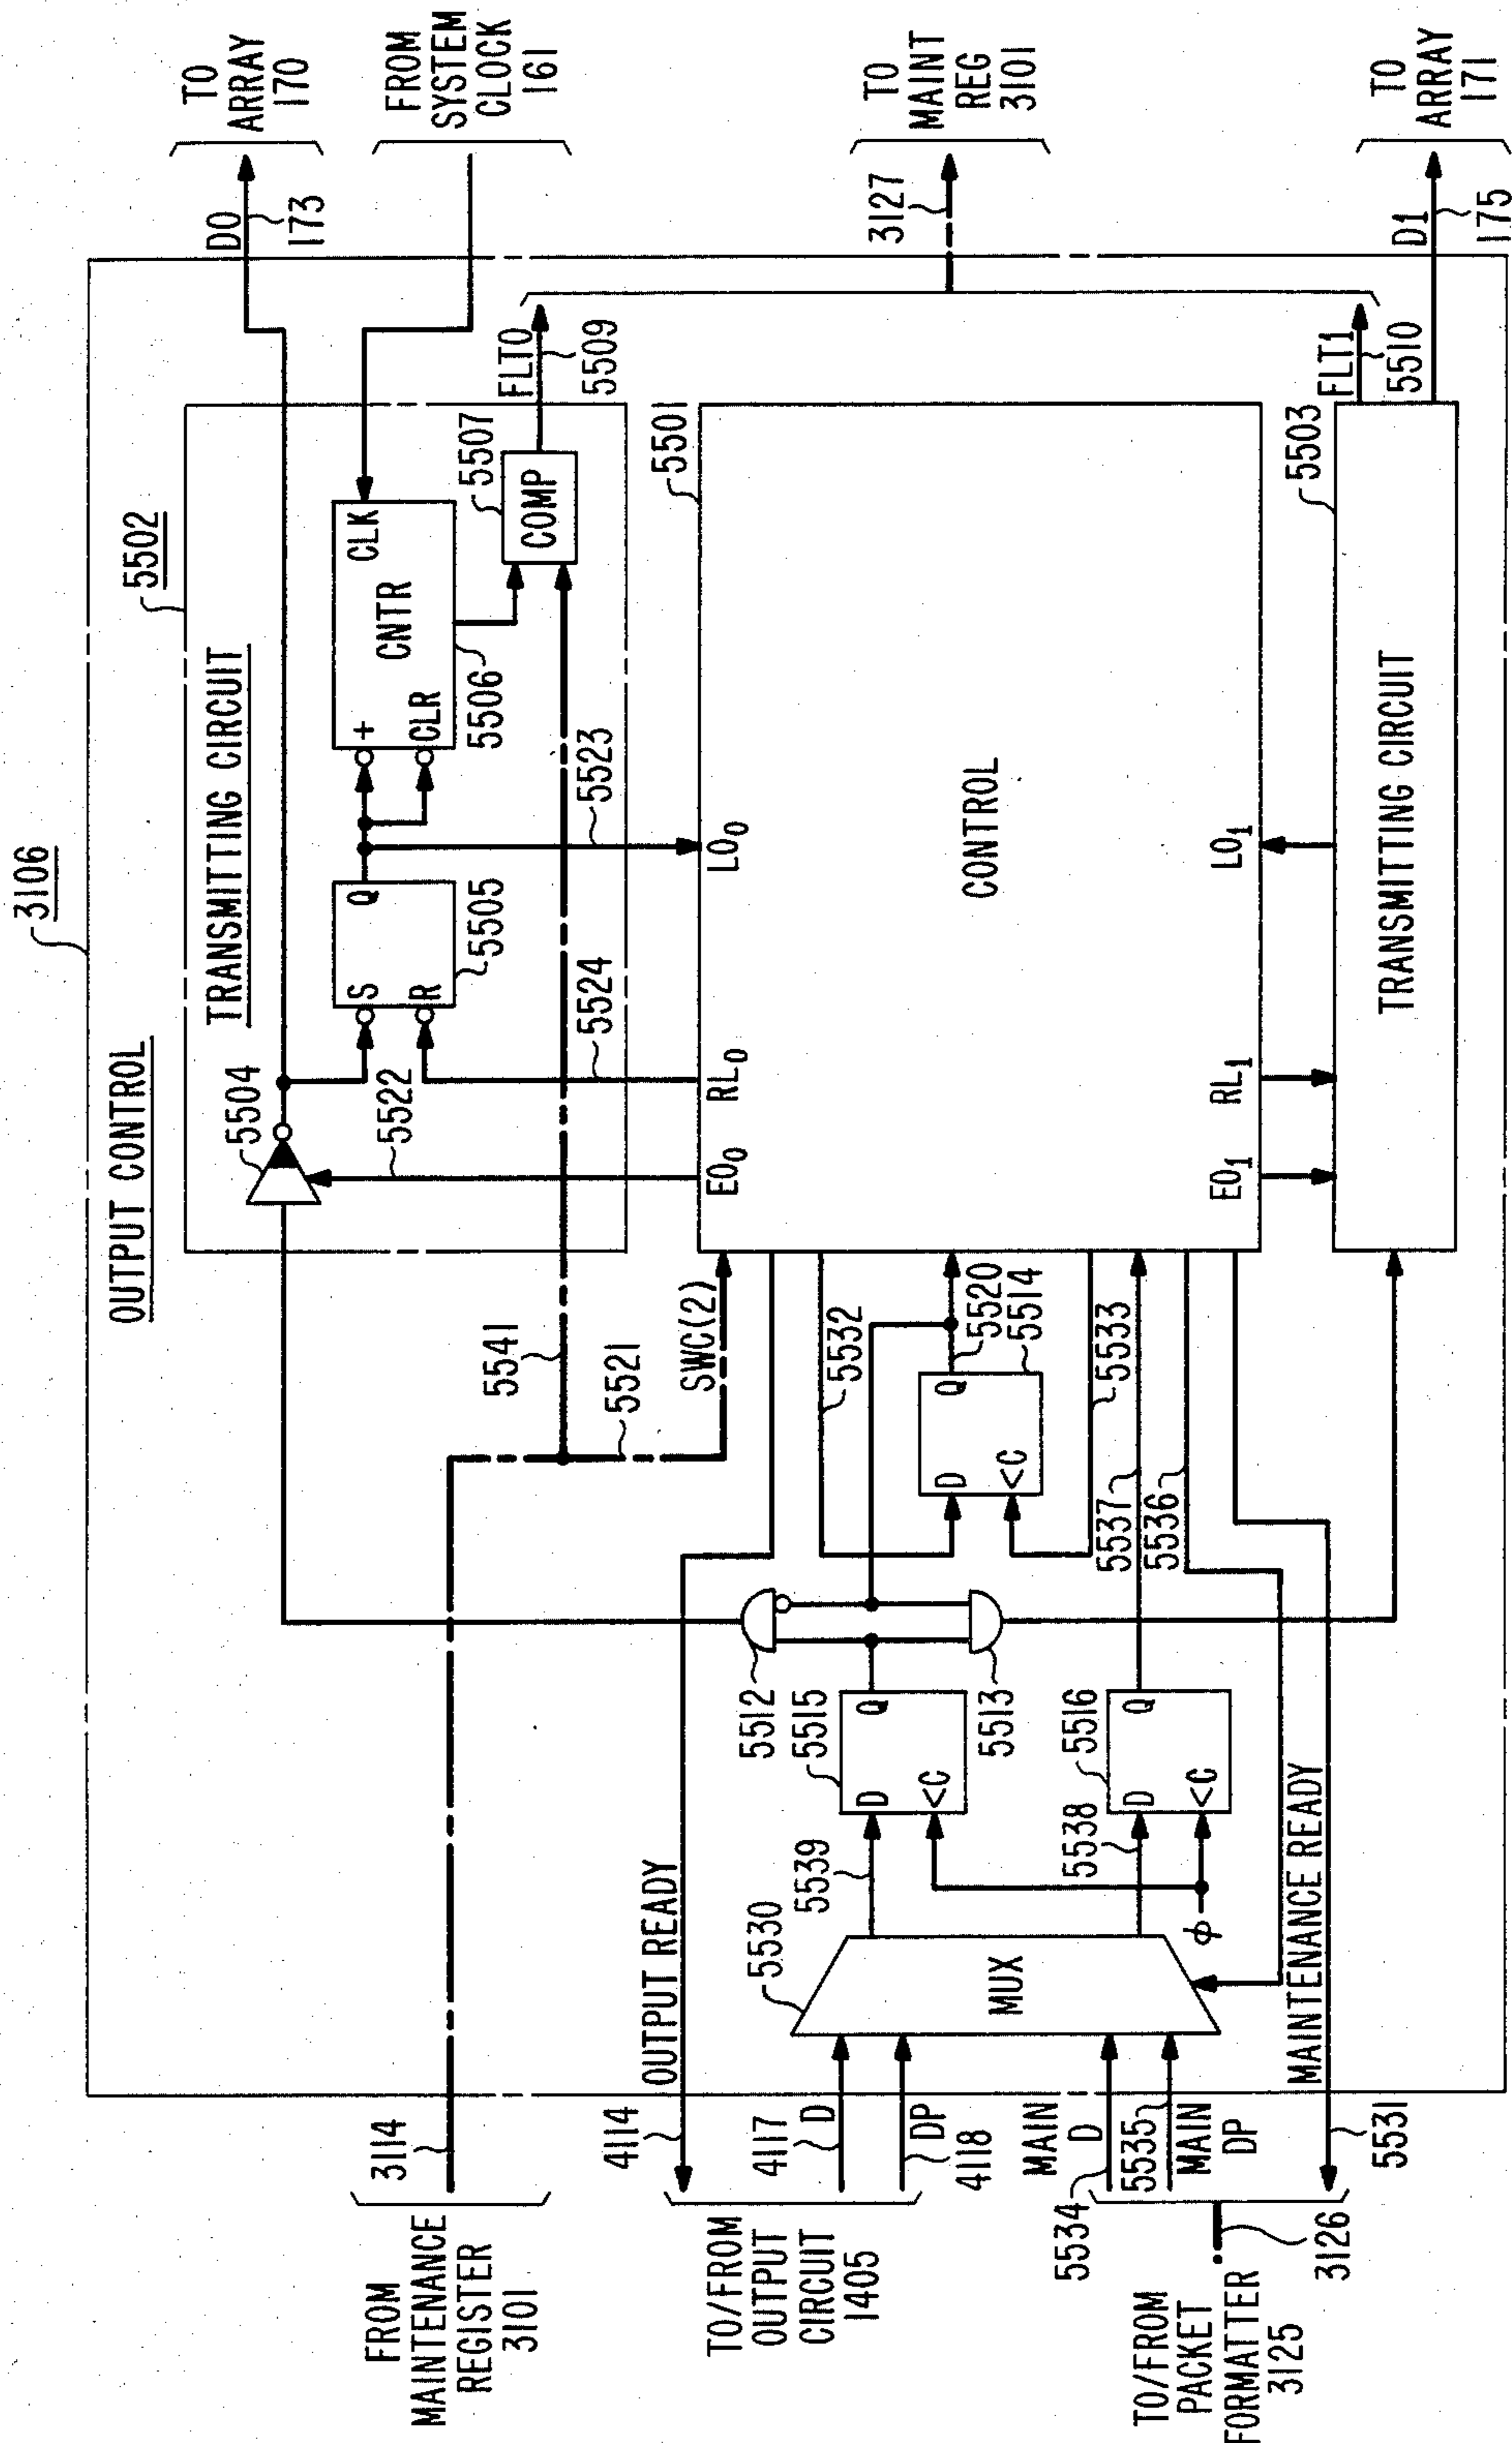 3106
OUTPUT CONTROL
5502
TRANSMITTING CIRCUIT
5504
5522
S
R
Q
5505
5524
+
CLR
CNTR
CLK
5506
5523
5507
COMP
FLT0
5509
D0
173
TO
ARRAY
170
FROM
SYSTEM
CLOCK
161
FROM
MAINTENANCE
REGISTER
3101
3114
5541
5521
SWC(2)
EO0
RL0
LO0
5501
CONTROL
EO1
RL1
LO1
TO
MAINT
REG
3101
3127
TO/FROM
OUTPUT
CIRCUIT
1405
4114
OUTPUT READY
4117
D
DP
4118
5530
MUX
5539
5512
5515
D
<C
Q
5513
5532
D
<C
Q
5520
5514
5533
5537
5536
MAIN
D
5534
5535
MAIN
DP
5538
D
<C
Q
5516
ϕ
MAINTENANCE READY
5531
TO/FROM
PACKET
FORMATTER
3125
3126
5503
TRANSMITTING CIRCUIT
FLT1
5510
D1
175
TO
ARRAY
171